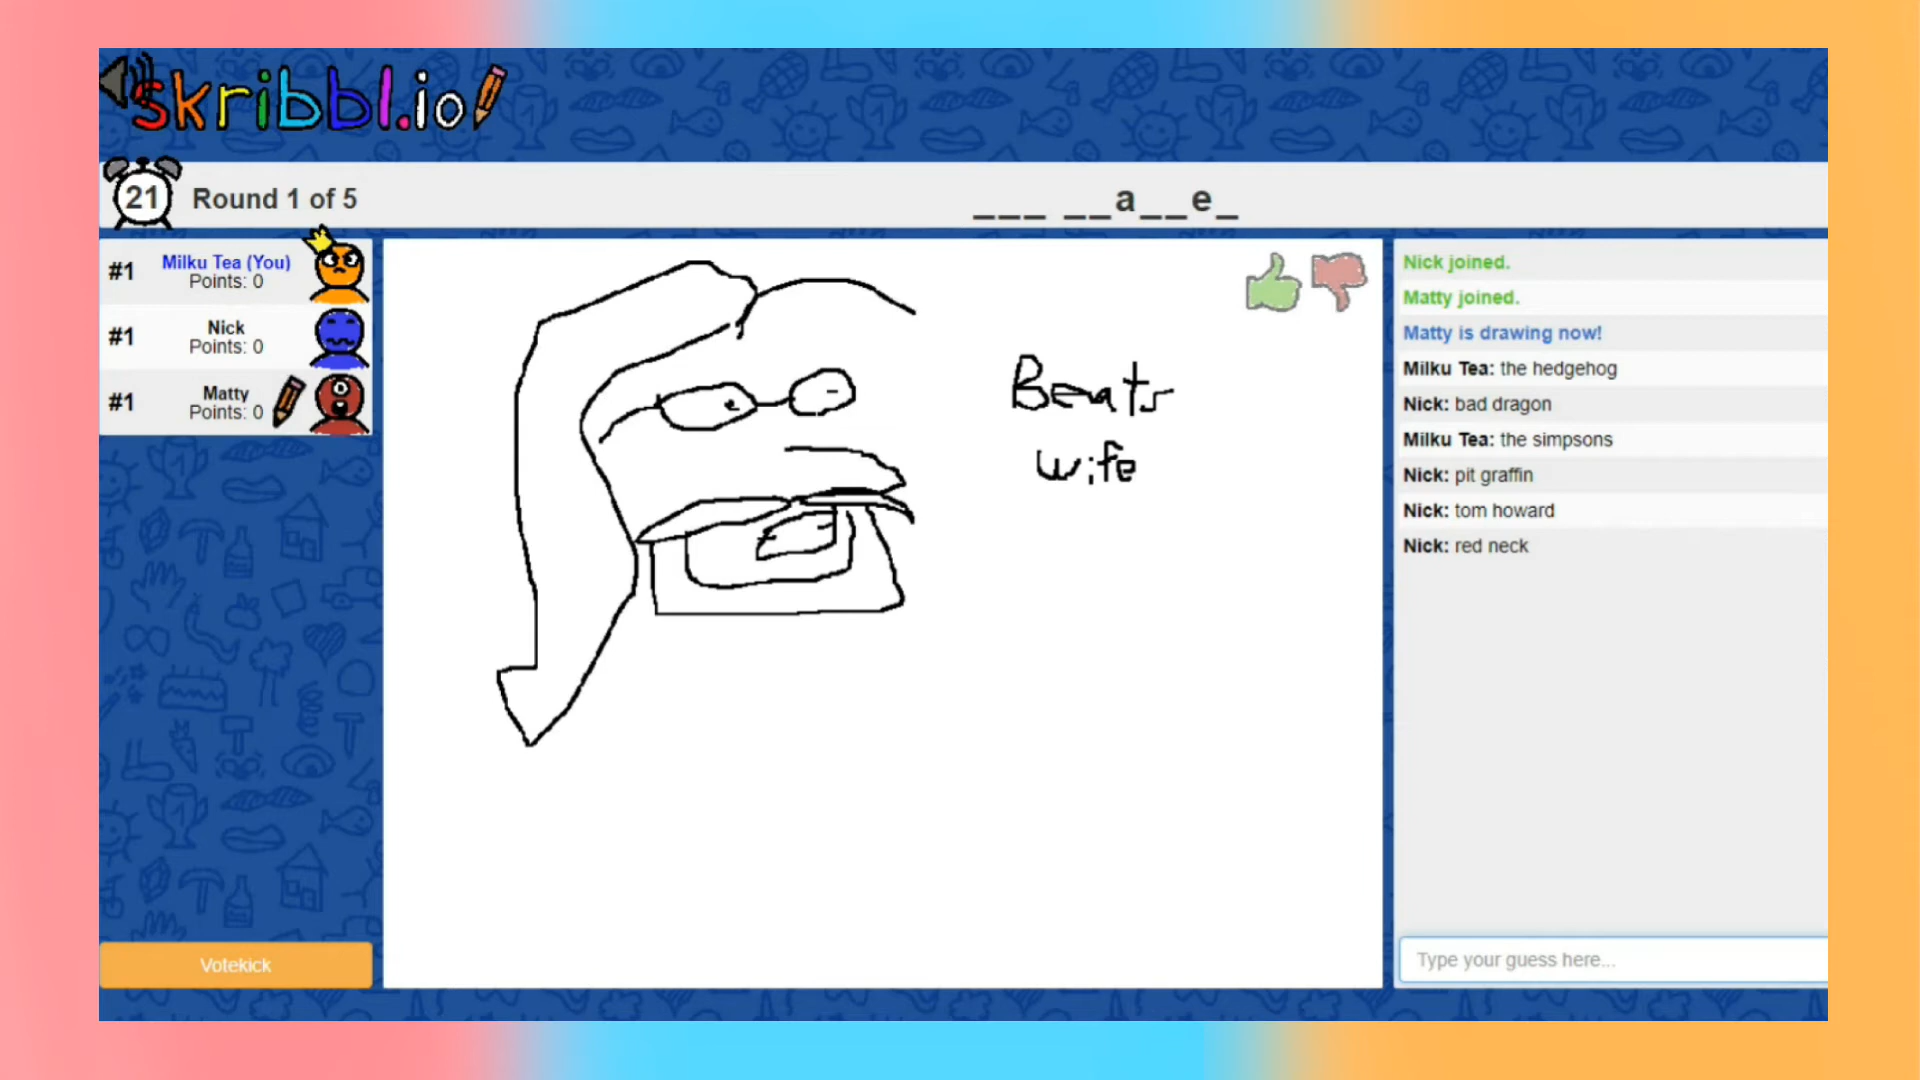 skribbl.io
21
Round 1 of 5
___ __a__e_
#1
Milku Tea (You)
Points: 0
#1
Nick
Points: 0
#1
Matty
Points: 0
Beats
wife
Nick joined.
Matty joined.
Matty is drawing now!
Milku Tea: the hedgehog
Nick: bad dragon
Milku Tea: the simpsons
Nick: pit graffin
Nick: tom howard
Nick: red neck
Votekick
Type your guess here...